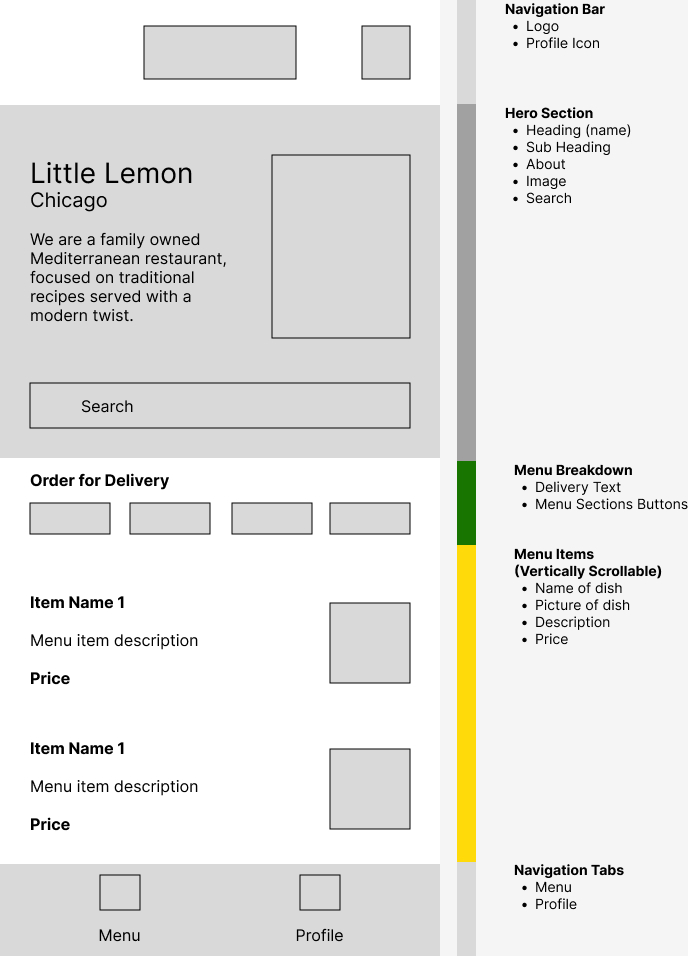 Little Lemon
Chicago
We are a family owned
Mediterranean restaurant,
focused on traditional
recipes served with a
modern twist.
Search
Order for Delivery
Item Name 1
Menu item description
Price
Item Name 1
Menu item description
Price
Menu
Profile
Navigation Bar
• Logo
• Profile Icon
Hero Section
• Heading (name)
• Sub Heading
• About
• Image
• Search
Menu Breakdown
• Delivery Text
• Menu Sections Buttons
Menu Items
(Vertically Scrollable)
• Name of dish
• Picture of dish
• Description
• Price
Navigation Tabs
• Menu
• Profile